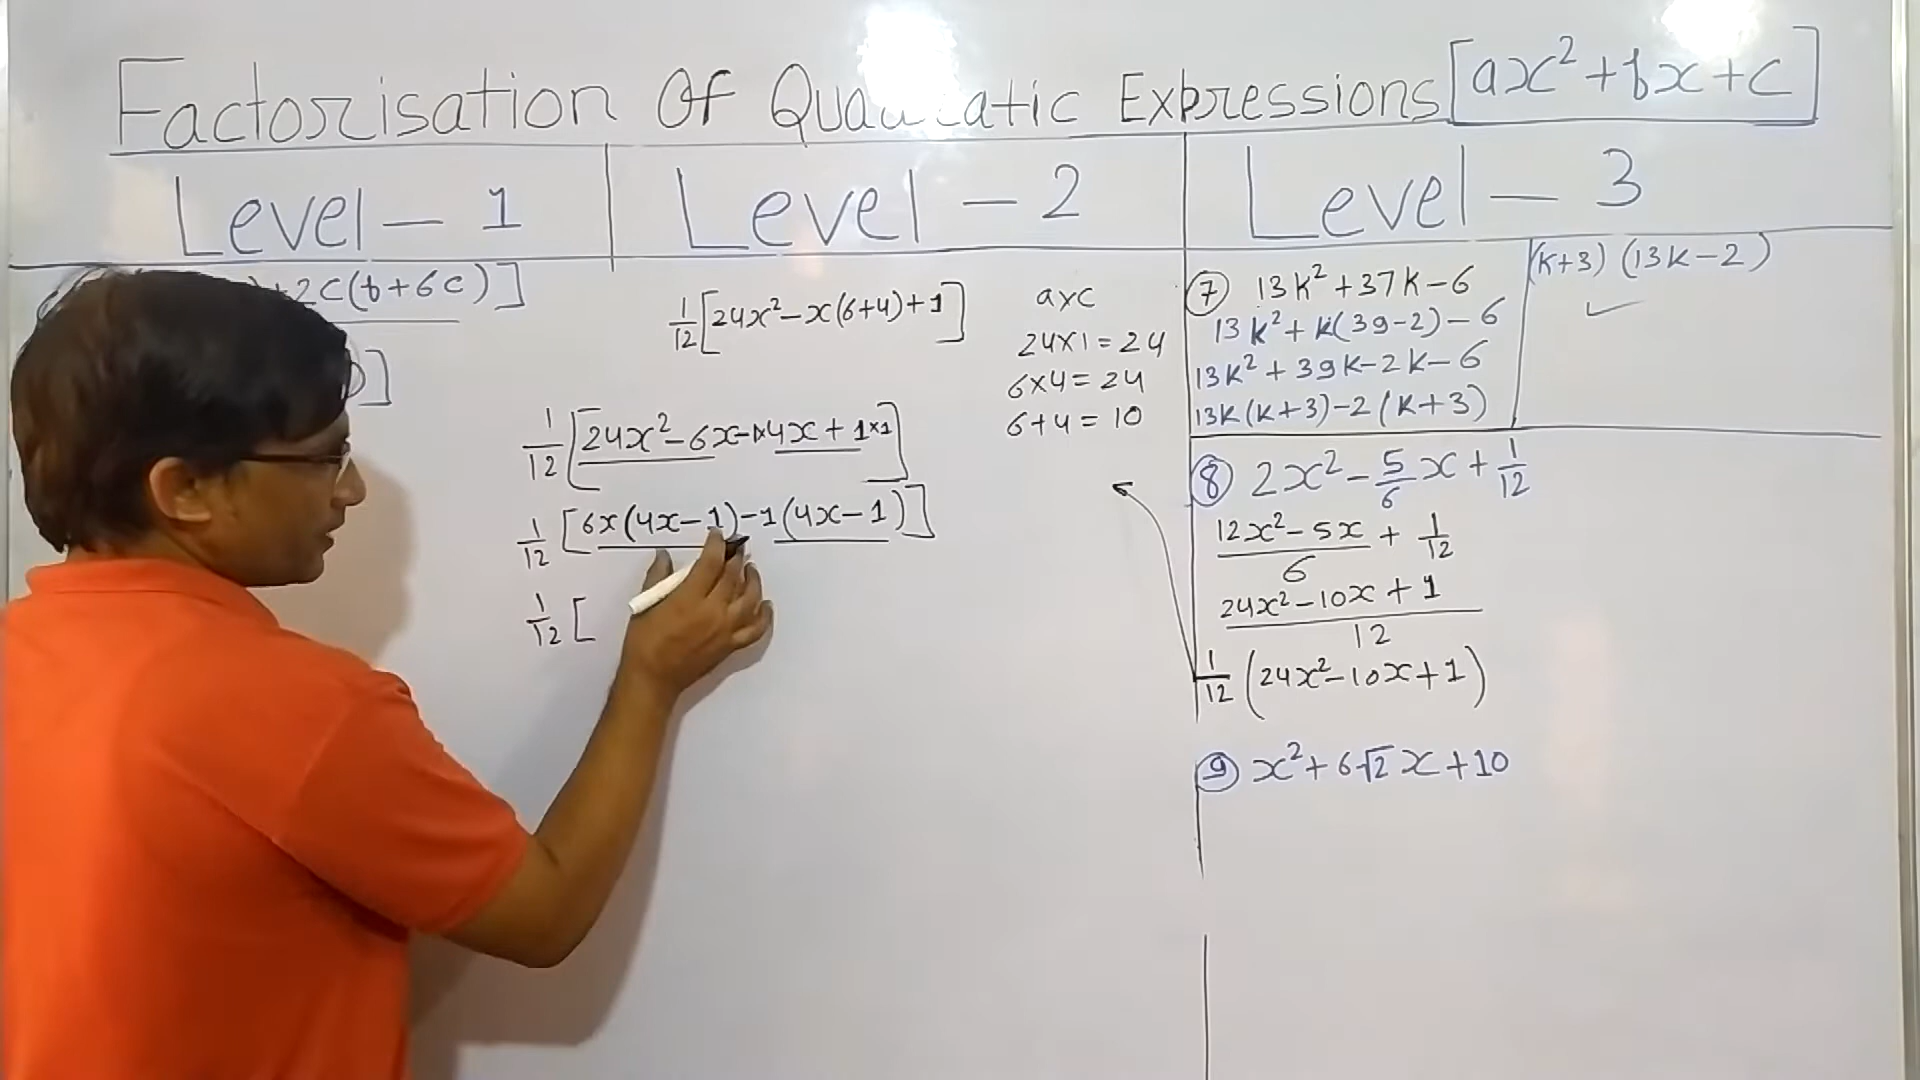 Factorisation Of Quadratic Expressions [ax²+bx+c]
Level – 1
Level – 2
Level – 3
+2c(b+6c)]
)]
1/12[24x²–x(6+4)+1]
1/12[24x²–6x–1×4x+1×1]
1/12[6x(4x–1)–1(4x–1)]
1/12[
axc
24×1=24
6×4=24
6+4=10
⑦ 13k²+37k–6
13k²+k(39–2)–6
13k²+39k–2k–6
13k(k+3)–2(k+3)
(k+3)(13k–2)
⑧ 2x²–5/6x+1/12
12x²–5x/6 + 1/12
24x²–10x+1/12
1/12(24x²–10x+1)
⑨ x²+6√2x+10